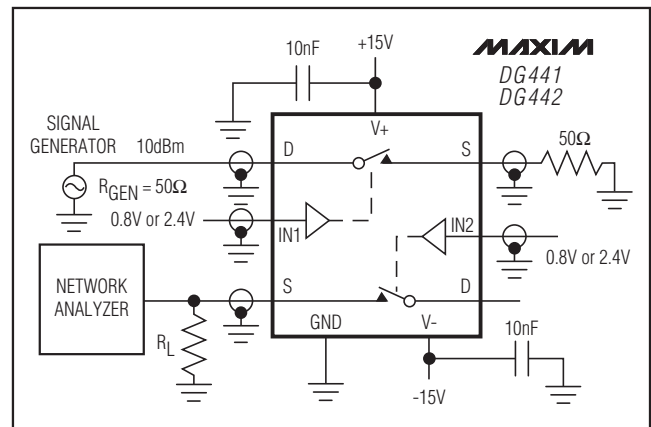 10nF
+15V
MAXIM
DG441
DG442
SIGNAL
GENERATOR 10dBm
V+
D
S
50Ω
RGEN = 50Ω
0.8V or 2.4V
IN1
IN2
0.8V or 2.4V
NETWORK
ANALYZER
S
D
RL
GND
V-
10nF
-15V